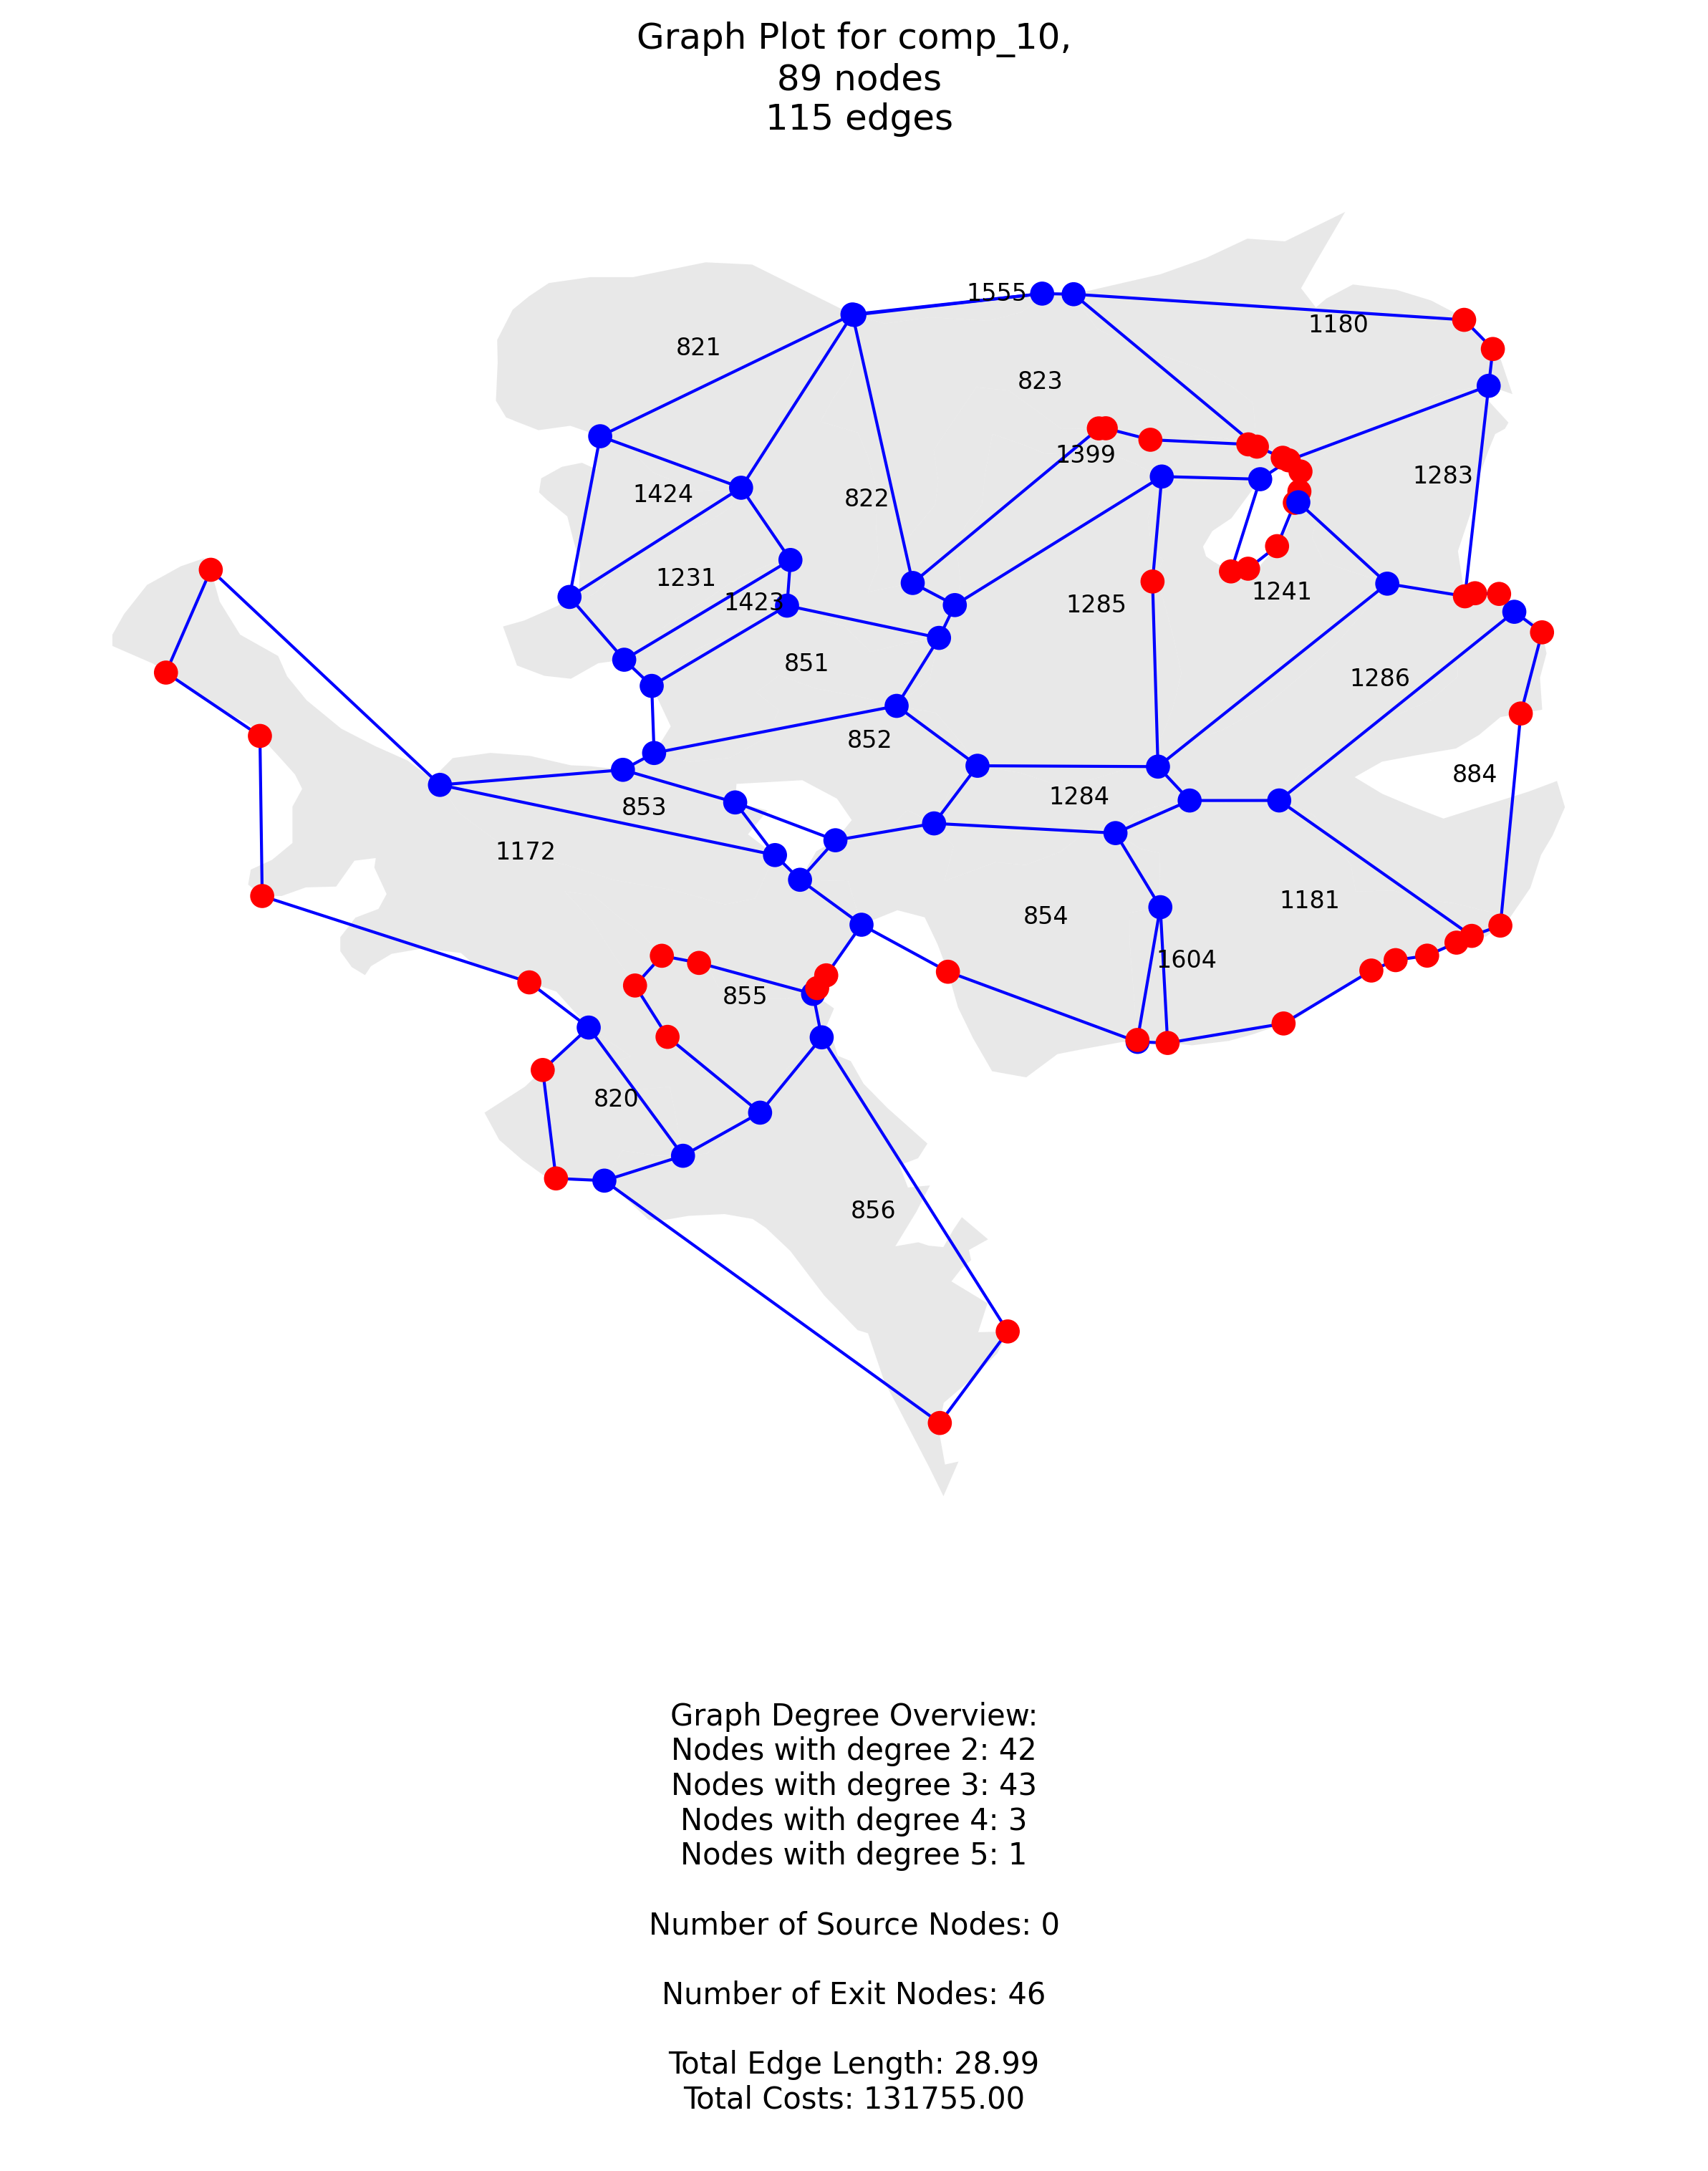 Graph Plot for comp_10,
89 nodes
115 edges
1555
1180
821
823
1399
1283
1424
822
1231
1423
1241
1285
851
1286
852
884
1284
853
1172
1181
854
1604
855
820
856
Graph Degree Overview:
Nodes with degree 2: 42
Nodes with degree 3: 43
Nodes with degree 4: 3
Nodes with degree 5: 1
Number of Source Nodes: 0
Number of Exit Nodes: 46
Total Edge Length: 28.99
Total Costs: 131755.00